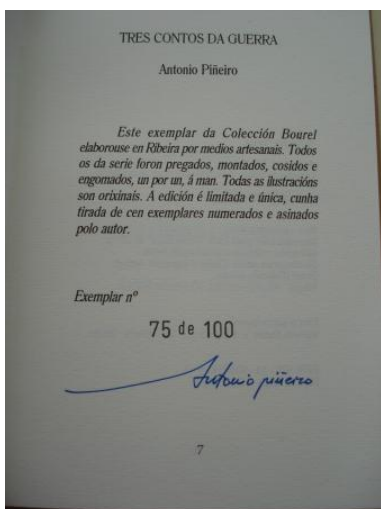 TRES CONTOS DA GUERRA
Antonio Piñeiro
Este exemplar da Colección Bourel
elaborouse en Ribeira por medios artesanais. Todos
os da serie foron pregados, montados, cosidos e
engomados, un por un, á man. Todas as ilustracións
son orixinais. A edición é limitada e única, cunha
tirada de cen exemplares numerados e asinados
polo autor.
Exemplar nº
75 de 100
Antonio piñeiro
7